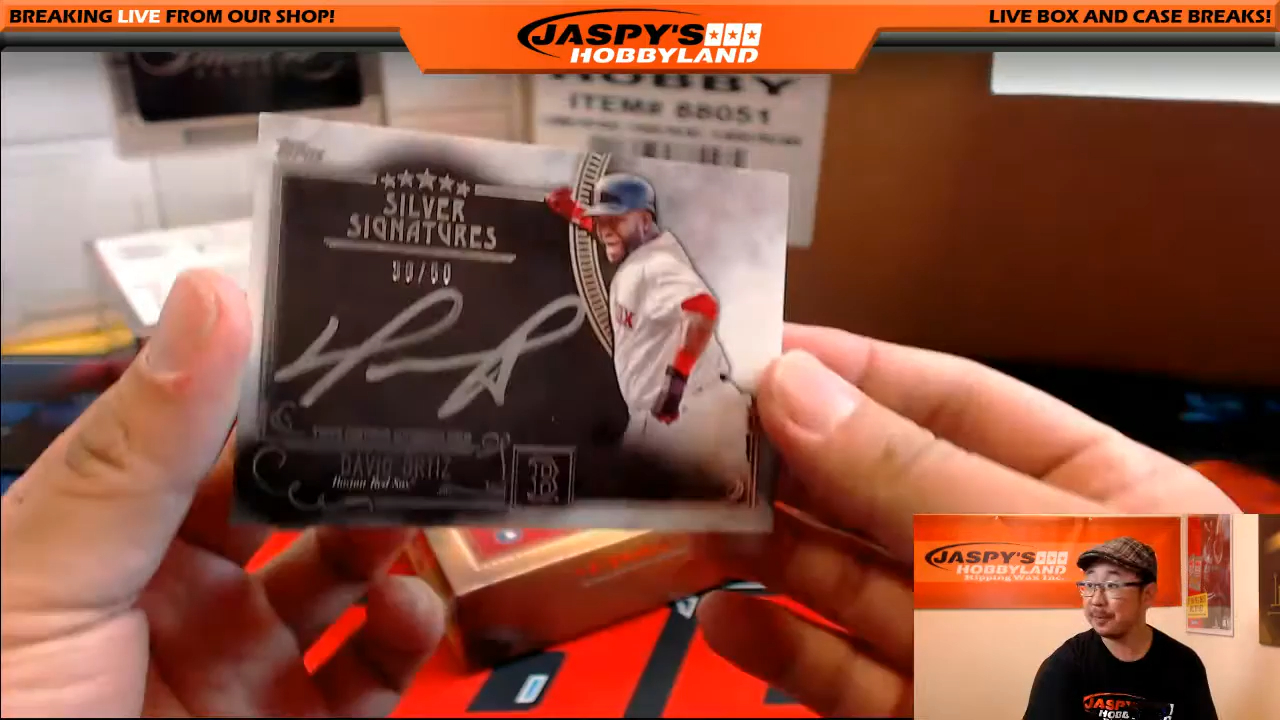 BREAKING LIVE FROM OUR SHOP!
JASPY'S
HOBBYLAND
LIVE BOX AND CASE BREAKS!
HOBBY
ITEM# 88051
Topps
SILVER
SIGNATURES
DAVID ORTIZ
Boston Red Sox
B
JASPY'S
HOBBYLAND
Ripping Wax Inc.
JASPY'S